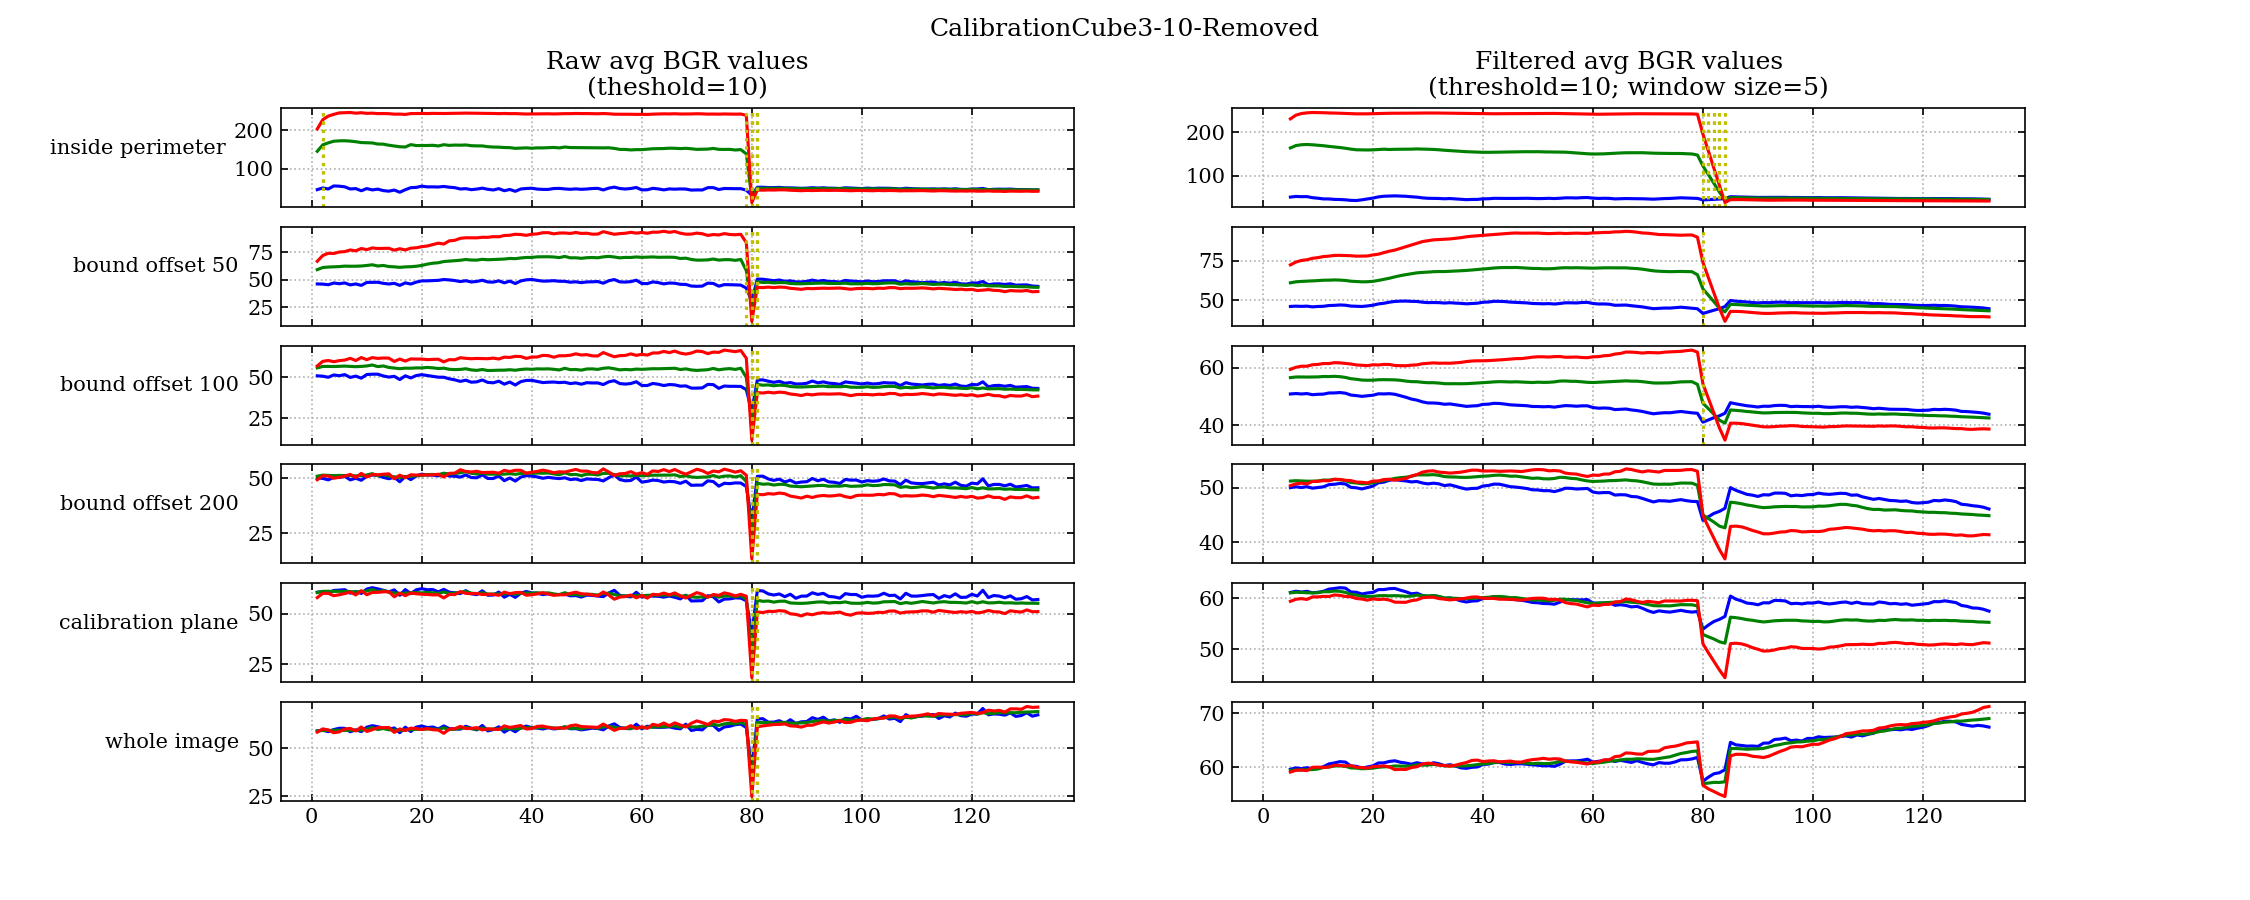 CalibrationCube3-10-Removed
Raw avg BGR values
(theshold=10)
Filtered avg BGR values
(threshold=10; window size=5)
inside perimeter
200
100
200
100
bound offset 50
75
50
25
75
50
bound offset 100
50
25
60
40
bound offset 200
50
25
50
40
calibration plane
50
25
60
50
whole image
50
25
70
60
0 20 40 60 80 100 120
0 20 40 60 80 100 120